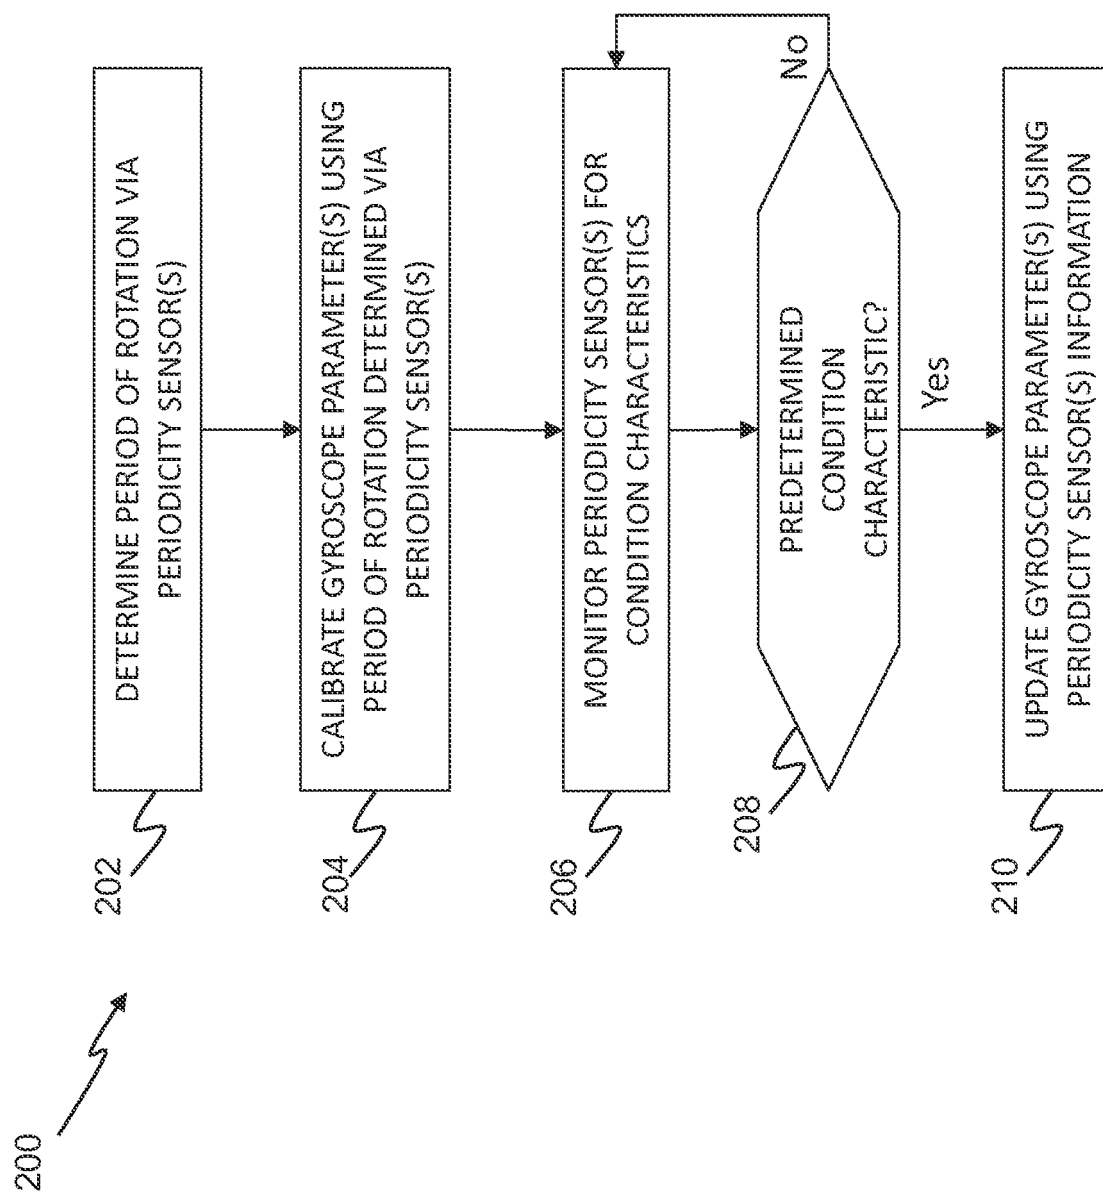 200
202
DETERMINE PERIOD OF ROTATION VIA
PERIODICITY SENSOR(S)
204
CALIBRATE GYROSCOPE PARAMETER(S) USING
PERIOD OF ROTATION DETERMINED VIA
PERIODICITY SENSOR(S)
206
MONITOR PERIODICITY SENSOR(S) FOR
CONDITION CHARACTERISTICS
208
PREDETERMINED
CONDITION
CHARACTERISTIC?
No
Yes
210
UPDATE GYROSCOPE PARAMETER(S) USING
PERIODICITY SENSOR(S) INFORMATION